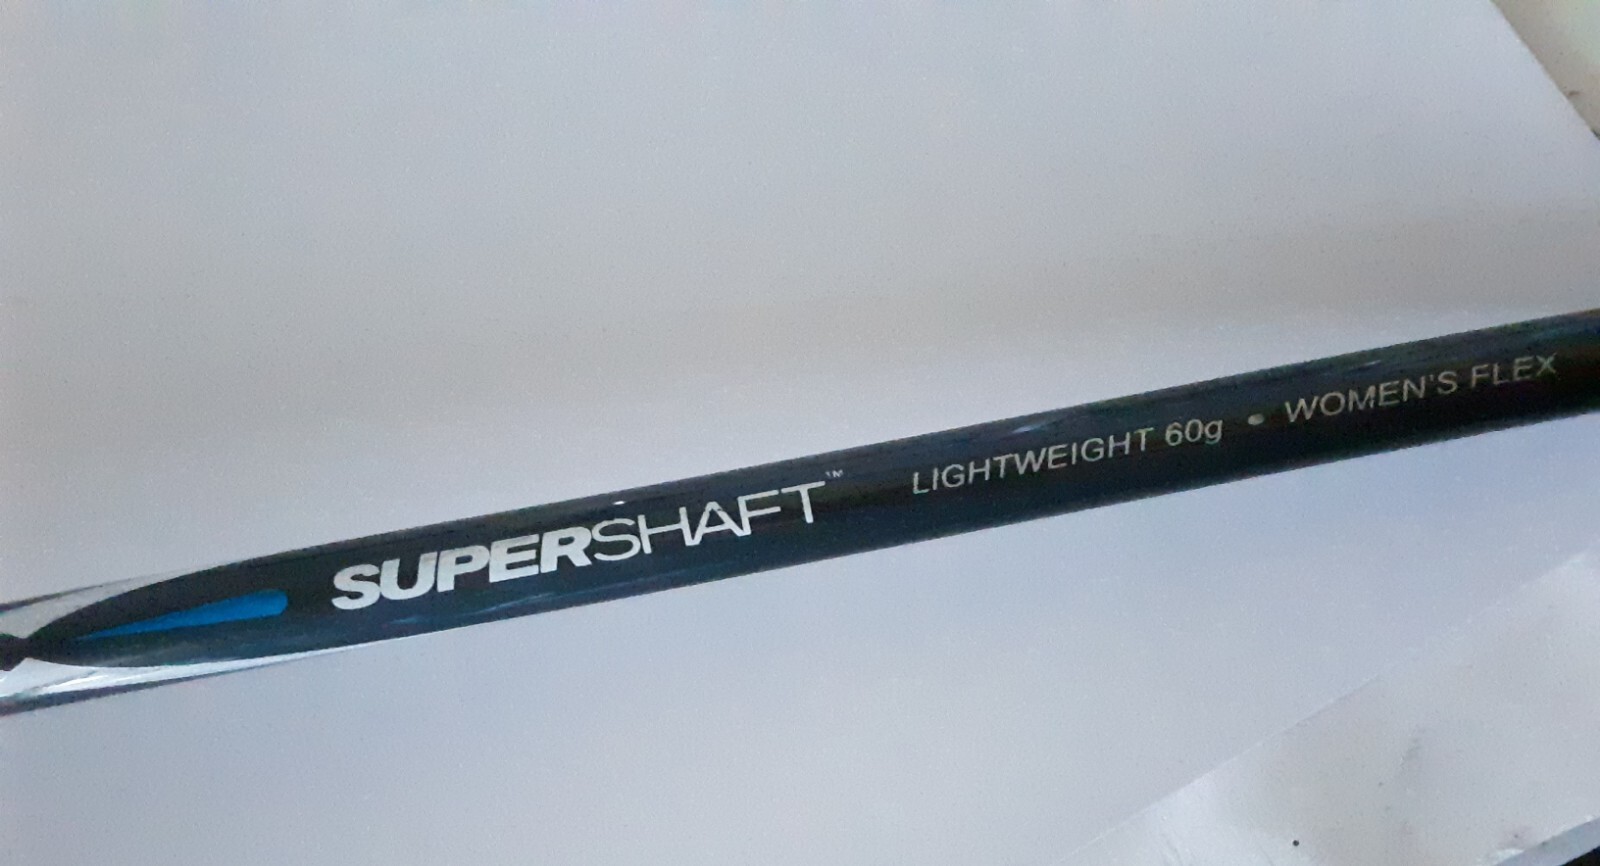 SUPERSHAFT™ LIGHTWEIGHT 60g • WOMEN'S FLEX